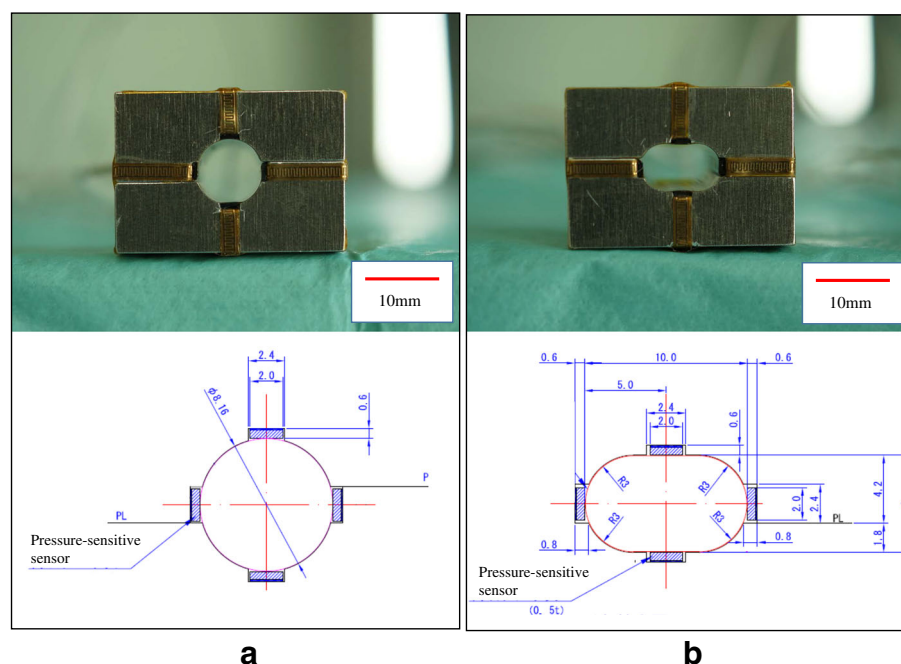 10mm
10mm
2.4
2.0
0.6
φ8.16
P
PL
Pressure-sensitive
sensor
0.6
10.0
0.6
5.0
2.4
2.0
0.6
R3
R3
R3
R3
4.2
2.0
2.4
PL
0.8
0.8
1.8
Pressure-sensitive
sensor
(0.5t)
a
b